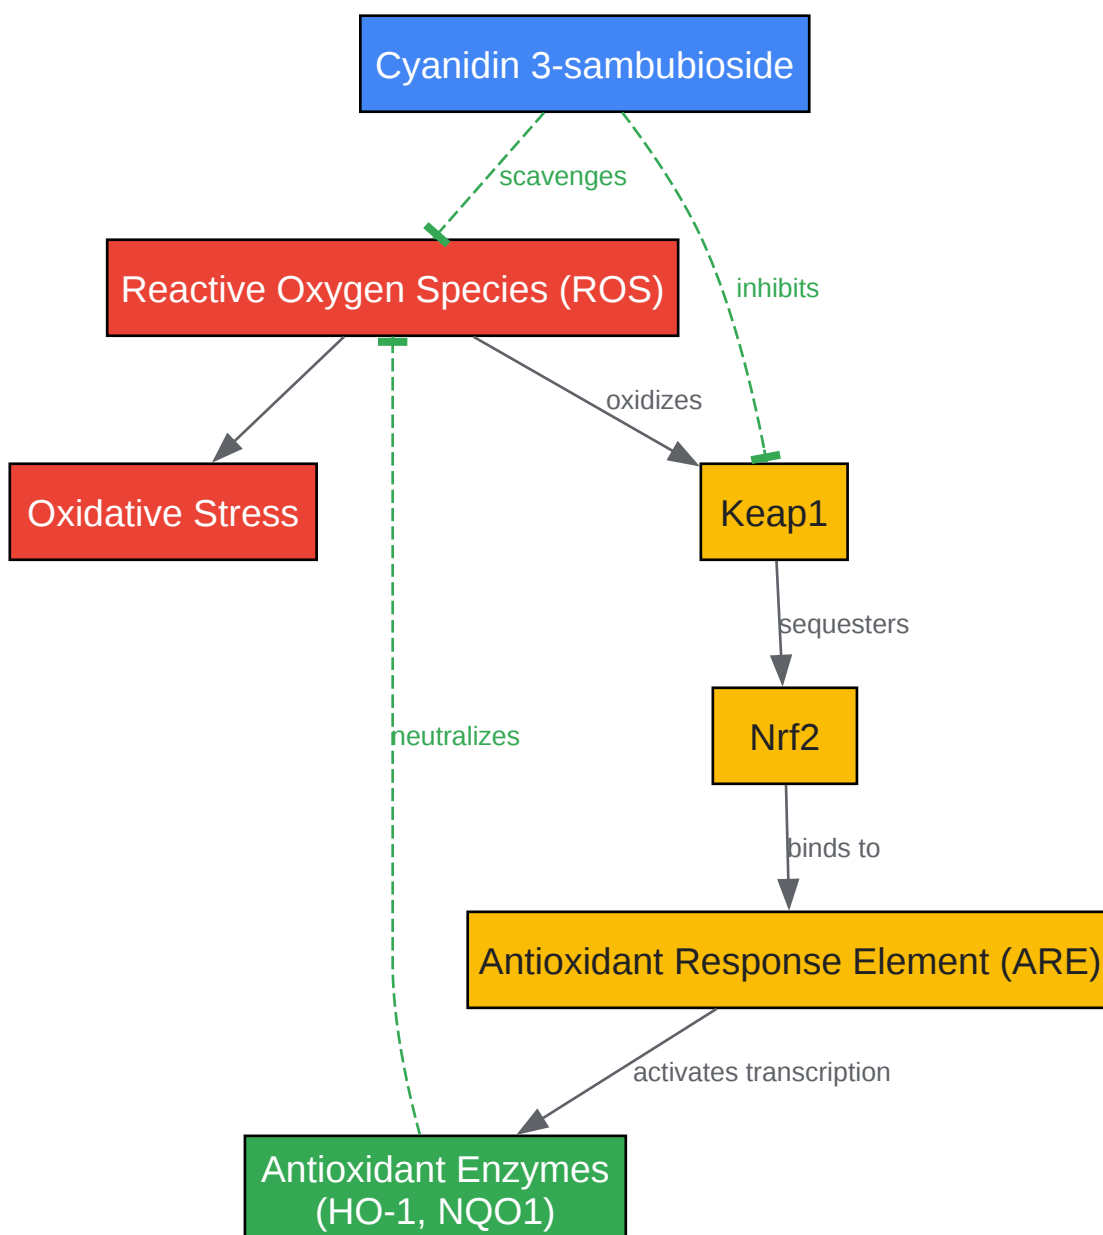 Cyanidin 3-sambubioside
scavenges
Reactive Oxygen Species (ROS)
inhibits
oxidizes
Oxidative Stress
Keap1
sequesters
Nrf2
neutralizes
binds to
Antioxidant Response Element (ARE)
activates transcription
Antioxidant Enzymes
(HO-1, NQO1)